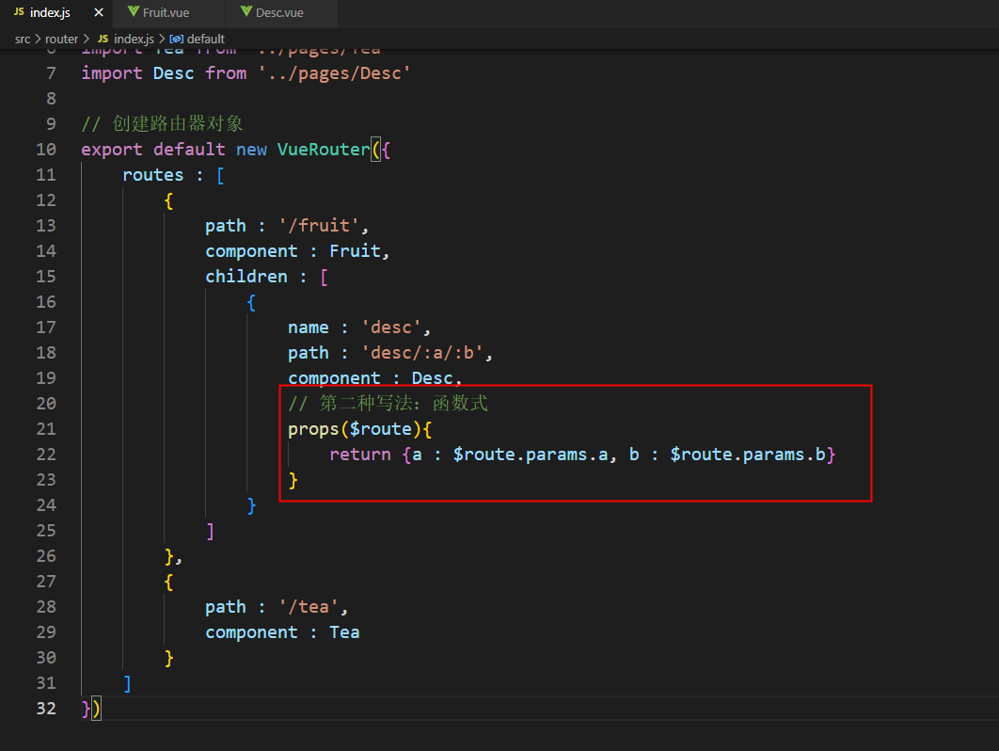 JS index.js × Fruit.vue Desc.vue
src > router > JS index.js > default
6 import Tea from '../pages/Tea'
7 import Desc from '../pages/Desc'
8
9 // 创建路由器对象
10 export default new VueRouter({
11 routes : [
12 {
13 path : '/fruit',
14 component : Fruit,
15 children : [
16 {
17 name : 'desc',
18 path : 'desc/:a/:b',
19 component : Desc,
20 // 第二种写法：函数式
21 props($route){
22 return {a : $route.params.a, b : $route.params.b}
23 }
24 }
25 ]
26 },
27 {
28 path : '/tea',
29 component : Tea
30 }
31 ]
32 })